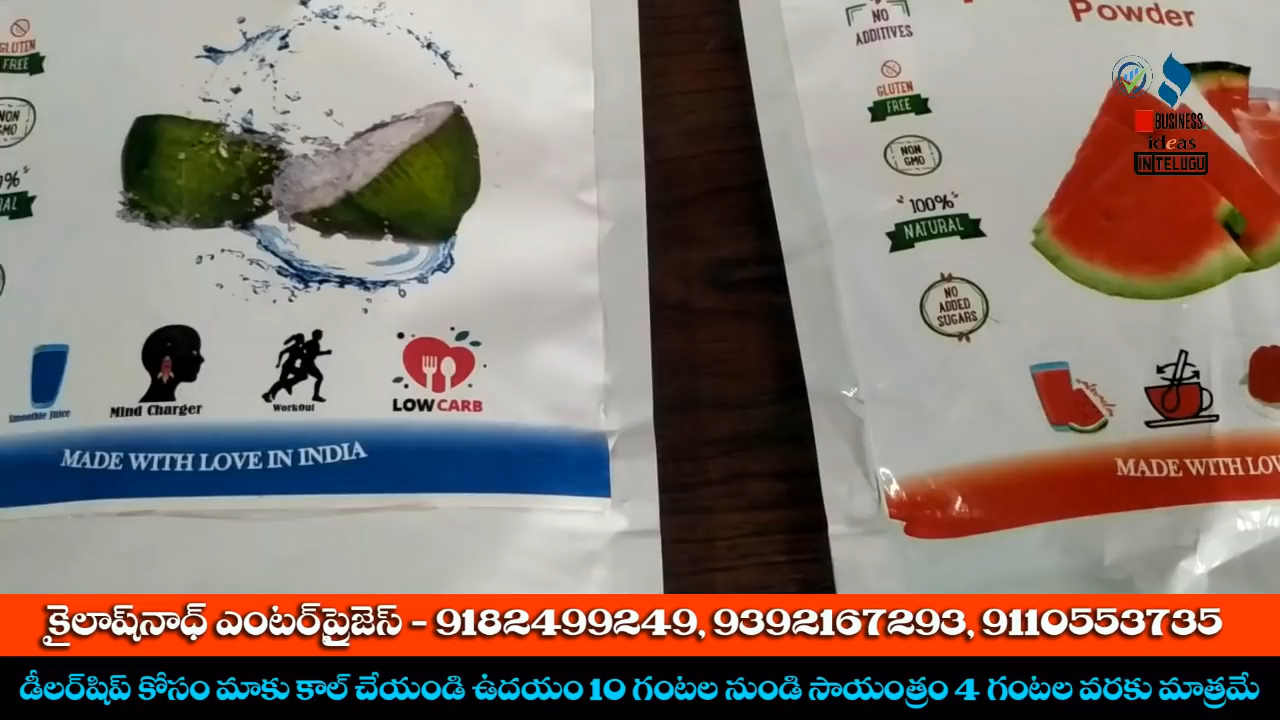 GLUTEN
FREE
NON
GMO
Smoothie Juice
Mind Charger
WorkOut
LOW CARB
MADE WITH LOVE IN INDIA
Powder
NO
ADDITIVES
GLUTEN
FREE
NON
GMO
100%
NATURAL
NO
ADDED
SUGARS
MADE WITH
BUSINESS
ideas
IN TELUGU
కైలాష్‌నాధ్ ఎంటర్‌ప్రైజెస్ - 9182499249, 9392167293, 9110553735
డీలర్‌షిప్ కోసం మాకు కాల్ చేయండి ఉదయం 10 గంటల నుండి సాయంత్రం 4 గంటల వరకు మాత్రమే